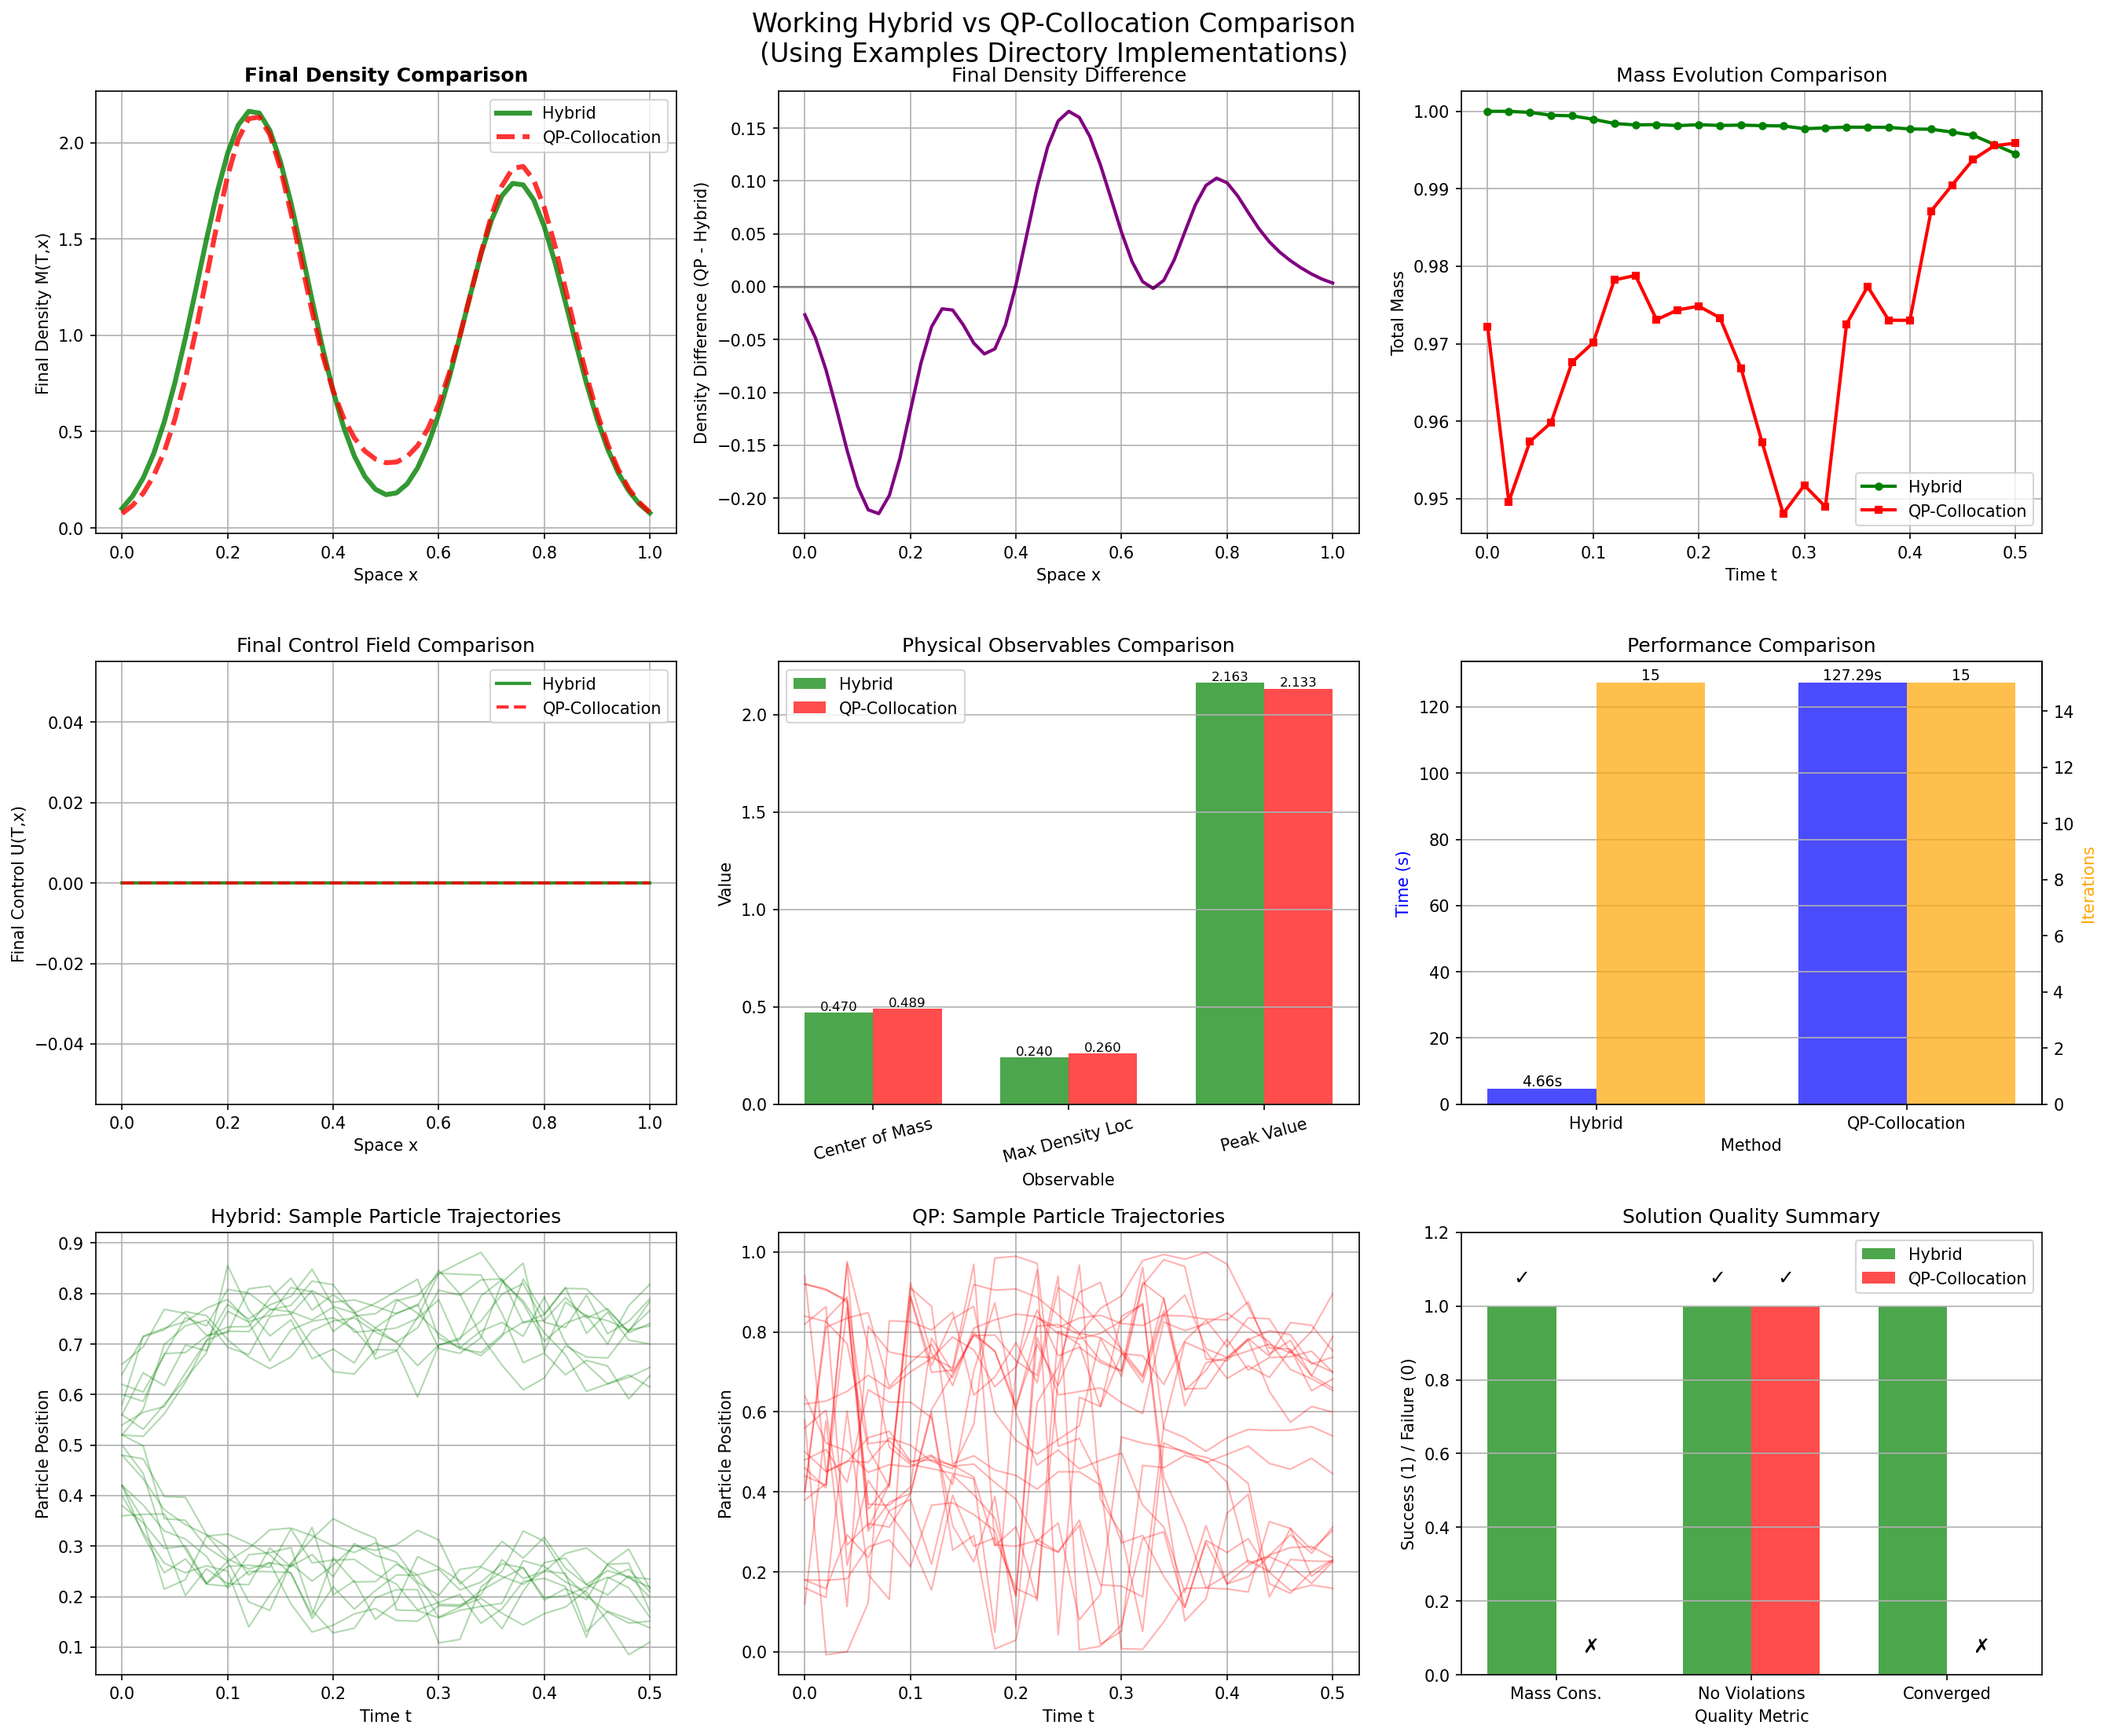 Working Hybrid vs QP-Collocation Comparison
(Using Examples Directory Implementations)
Final Density Comparison
Hybrid
QP-Collocation
Final Density M(T,x)
2.0
1.5
1.0
0.5
0.0
0.0 0.2 0.4 0.6 0.8 1.0
Space x
Final Density Difference
Density Difference (QP - Hybrid)
0.15
0.10
0.05
0.00
−0.05
−0.10
−0.15
−0.20
0.0 0.2 0.4 0.6 0.8 1.0
Space x
Mass Evolution Comparison
Total Mass
1.00
0.99
0.98
0.97
0.96
0.95
Hybrid
QP-Collocation
0.0 0.1 0.2 0.3 0.4 0.5
Time t
Final Control Field Comparison
Hybrid
QP-Collocation
Final Control U(T,x)
0.04
0.02
0.00
−0.02
−0.04
0.0 0.2 0.4 0.6 0.8 1.0
Space x
Physical Observables Comparison
Hybrid
QP-Collocation
Value
2.0
1.5
1.0
0.5
0.0
0.470 0.489
0.240 0.260
2.163 2.133
Center of Mass Max Density Loc Peak Value
Observable
Performance Comparison
Time (s)
120
100
80
60
40
20
0
4.66s
15
127.29s
15
14
12
10
8
6
4
2
0
Iterations
Hybrid QP-Collocation
Method
Hybrid: Sample Particle Trajectories
Particle Position
0.9
0.8
0.7
0.6
0.5
0.4
0.3
0.2
0.1
0.0 0.1 0.2 0.3 0.4 0.5
Time t
QP: Sample Particle Trajectories
Particle Position
1.0
0.8
0.6
0.4
0.2
0.0
0.0 0.1 0.2 0.3 0.4 0.5
Time t
Solution Quality Summary
Hybrid
QP-Collocation
Success (1) / Failure (0)
1.2
1.0
0.8
0.6
0.4
0.2
0.0
✓ ✓ ✓
✗ ✗
Mass Cons. No Violations Converged
Quality Metric